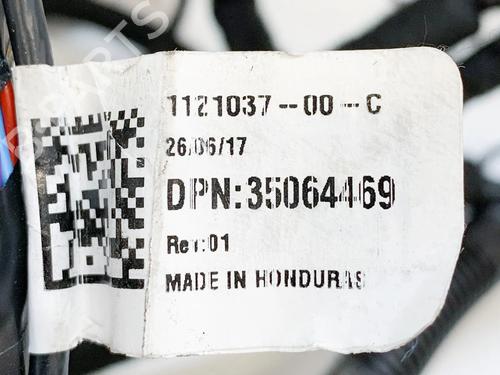 1121037-00-C
26/06/17
DPN:35064469
Rev:01
MADE IN HONDURAS